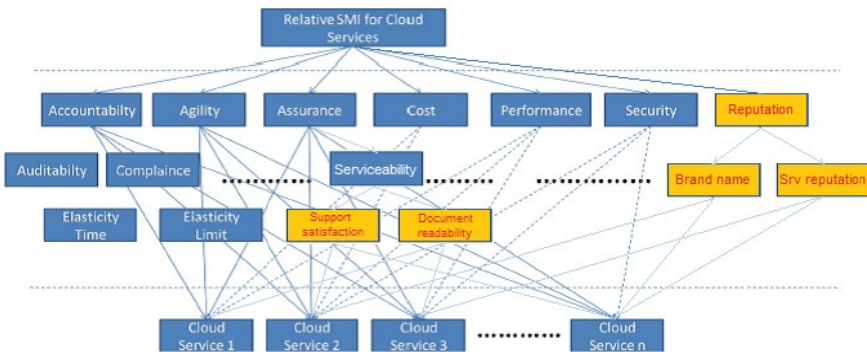 Relative SMI for Cloud
Services
Accountabilty
Agility
Assurance
Cost
Performance
Security
Reputation
Auditabilty
Complaince
Serviceability
Brand name
Srv reputation
Elasticity
Time
Elasticity
Limit
Support
satisfaction
Document
readability
Cloud
Service 1
Cloud
Service 2
Cloud
Service 3
Cloud
Service n